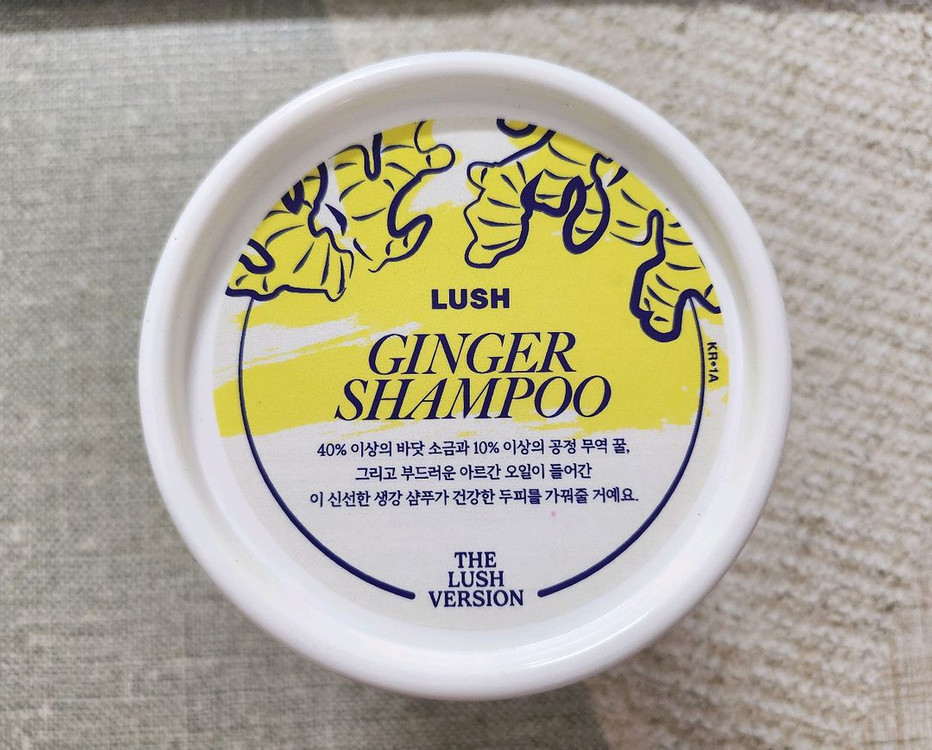 LUSH
GINGER
SHAMPOO
KR•1A
40% 이상의 바닷 소금과 10% 이상의 공정 무역 꿀,
그리고 부드러운 아르간 오일이 들어간
이 신선한 생강 샴푸가 건강한 두피를 가꿔줄 거예요.
THE
LUSH
VERSION